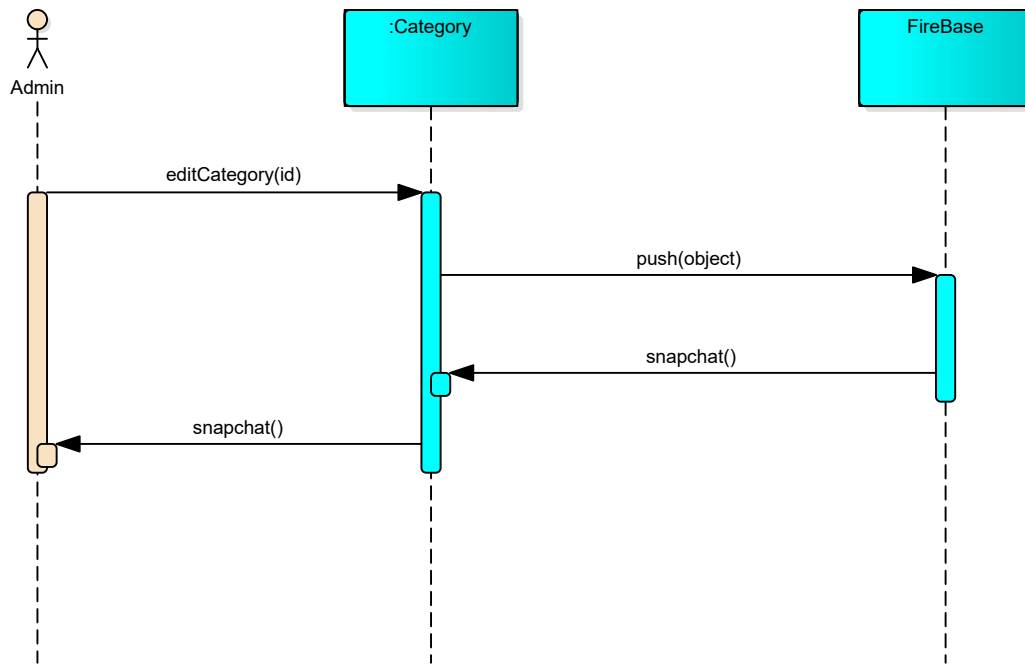 :Category
FireBase
Admin
editCategory(id)
push(object)
snapchat()
snapchat()